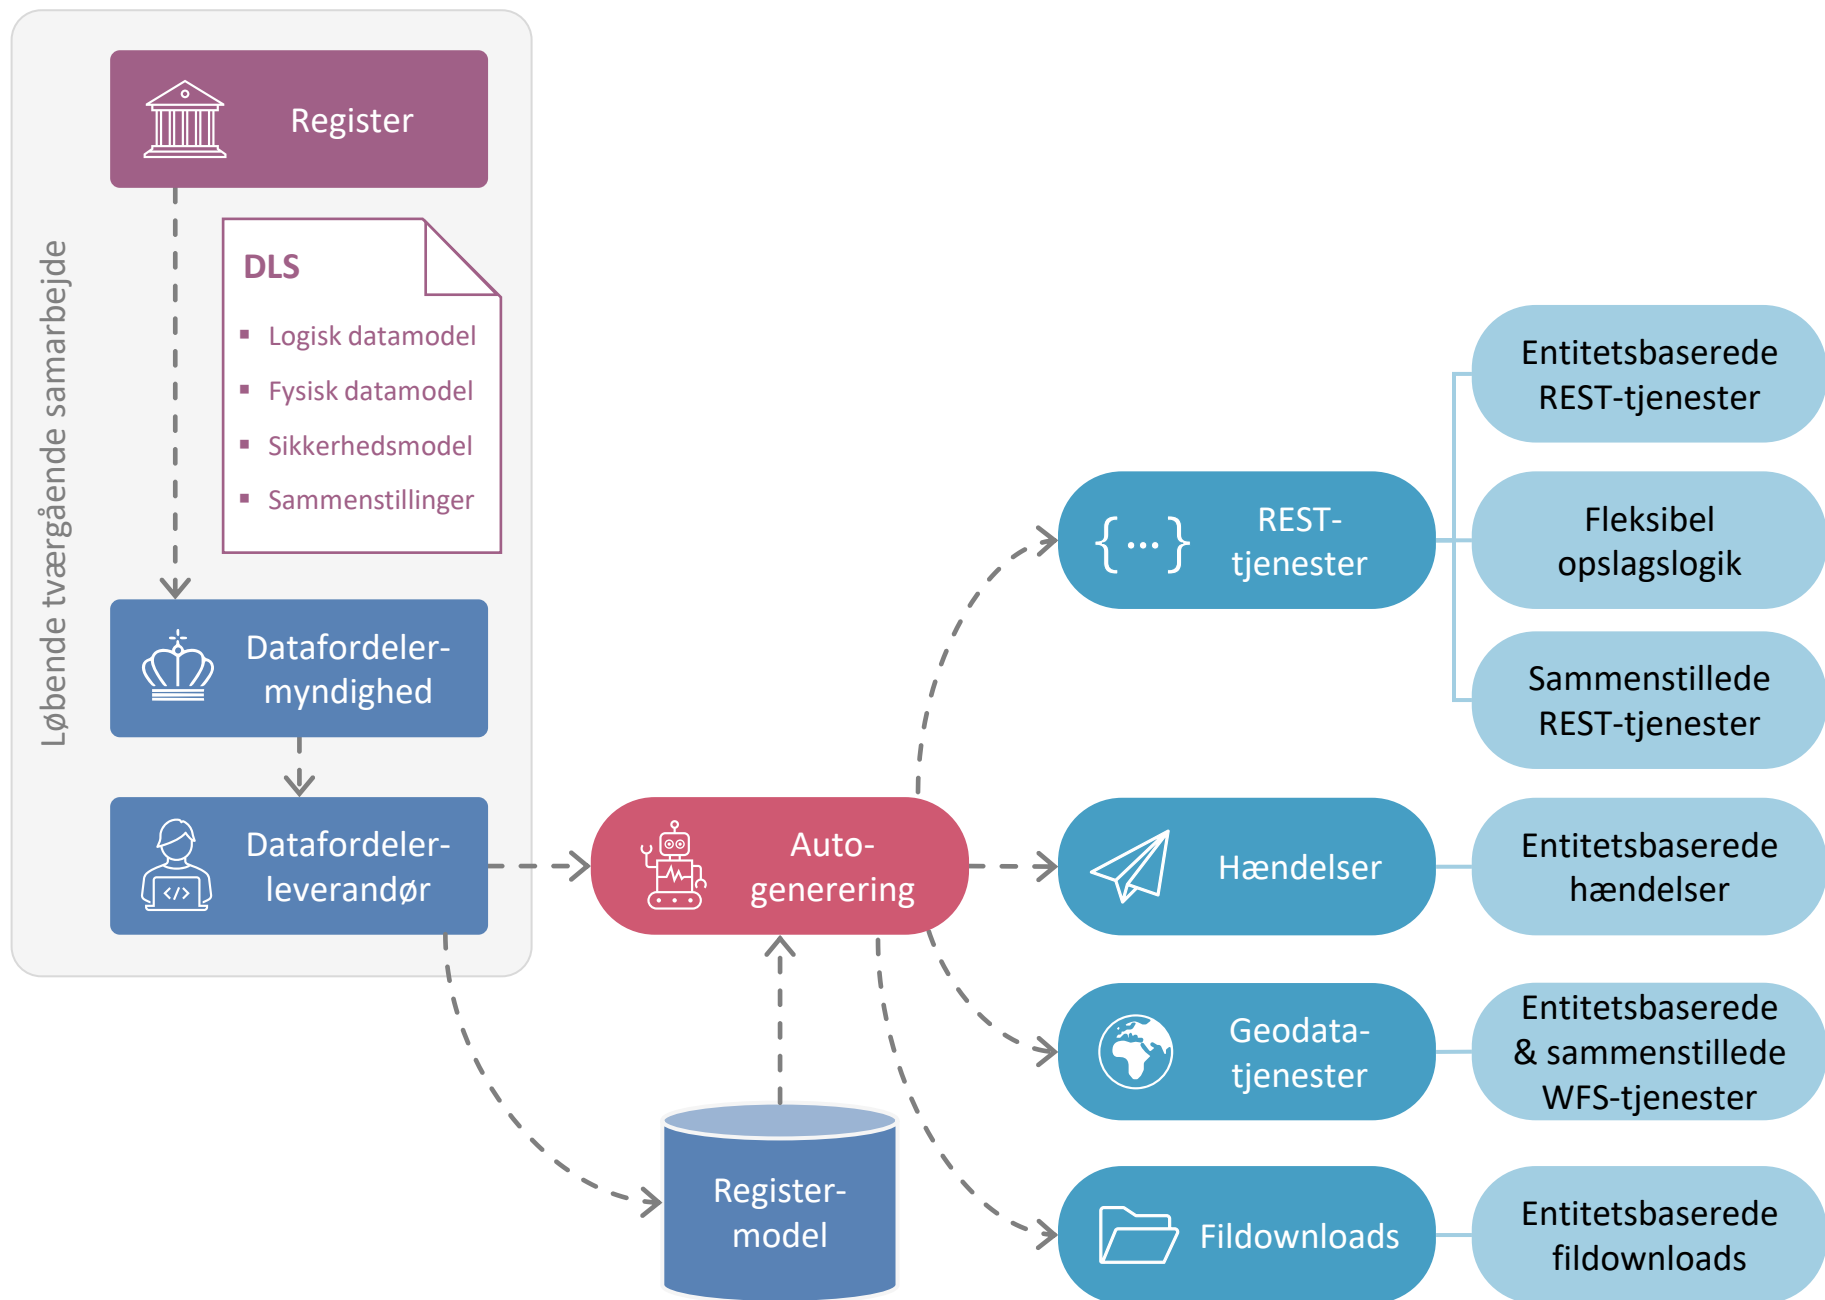 Løbende tværgående samarbejde
Register
DLS
Logisk datamodel
Fysisk datamodel
Sikkerhedsmodel
Sammenstillinger
Datafordeler-
myndighed
Datafordeler-
leverandør
Auto-
generering
Register-
model
{...}
REST-
tjenester
Entitetsbaserede
REST-tjenester
Fleksibel
opslagslogik
Sammenstillede
REST-tjenester
Hændelser
Entitetsbaserede
hændelser
Geodata-
tjenester
Entitetsbaserede
& sammenstillede
WFS-tjenester
Fildownloads
Entitetsbaserede
fildownloads